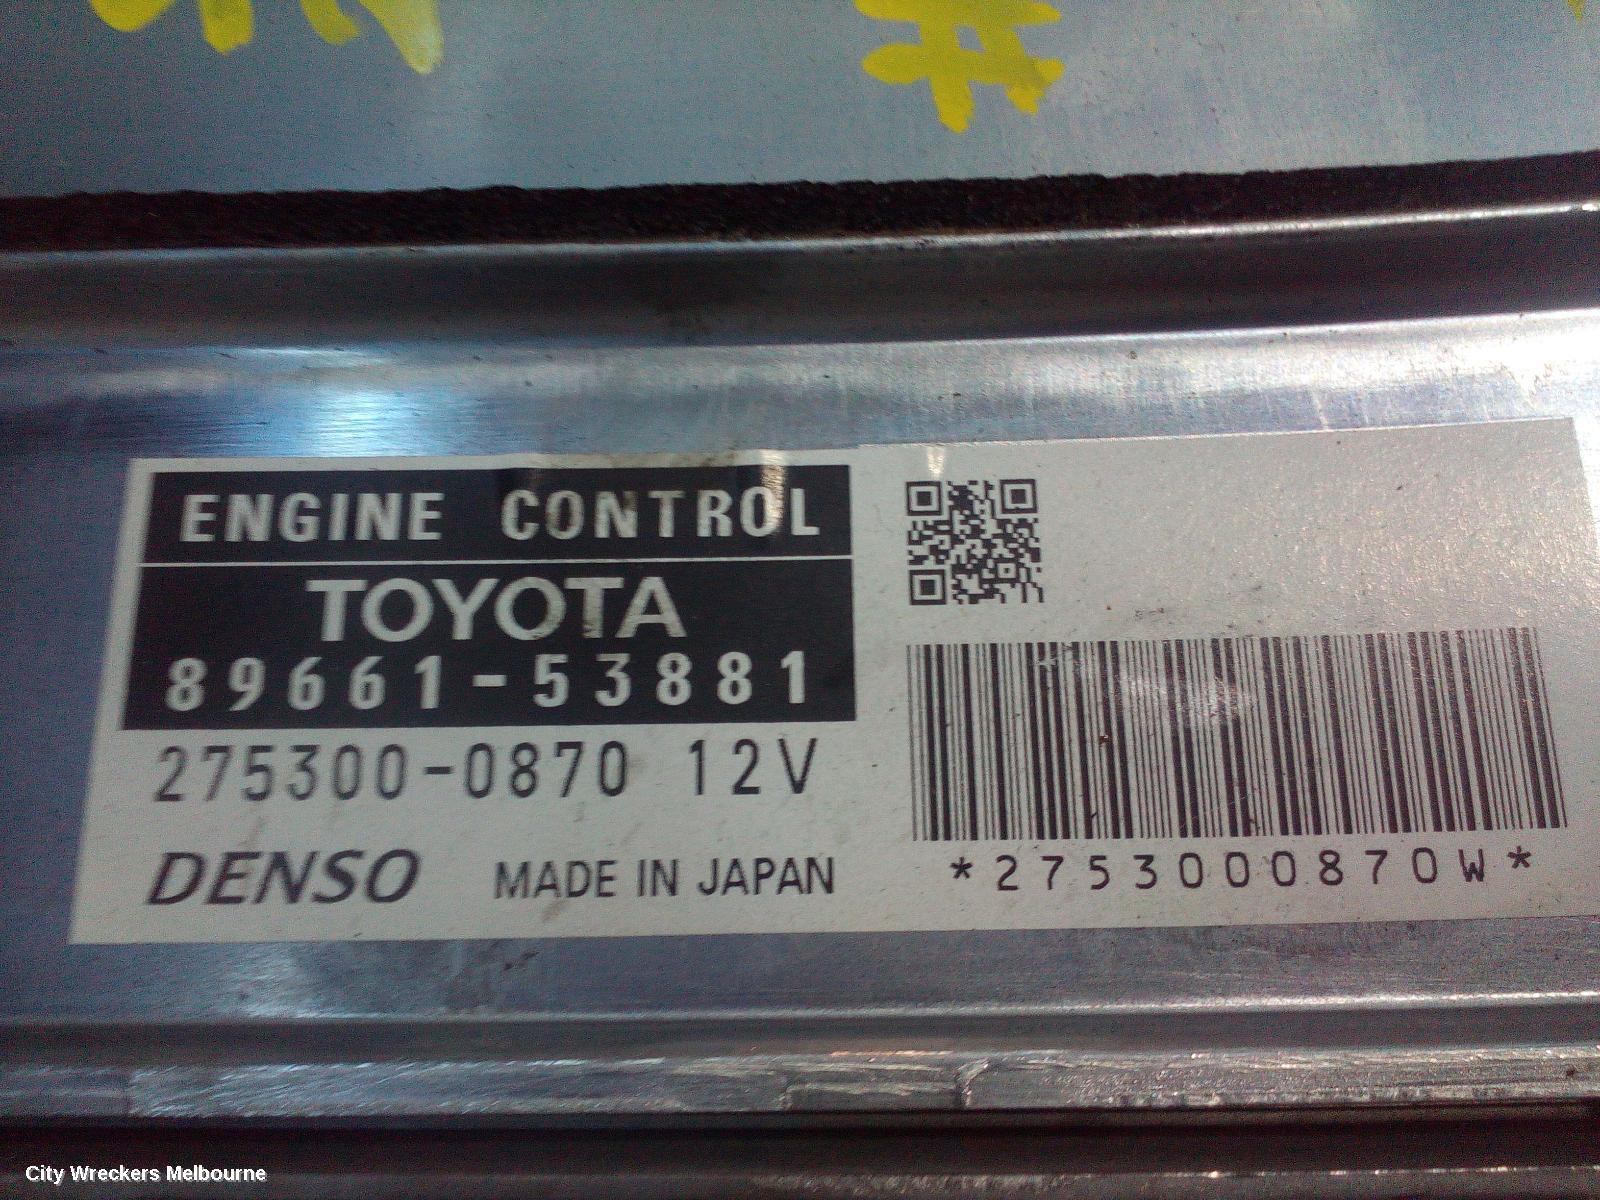 ENGINE CONTROL
TOYOTA
89661-53881
275300-0870 12V
DENSO MADE IN JAPAN
*2753000870W*
City Wreckers Melbourne